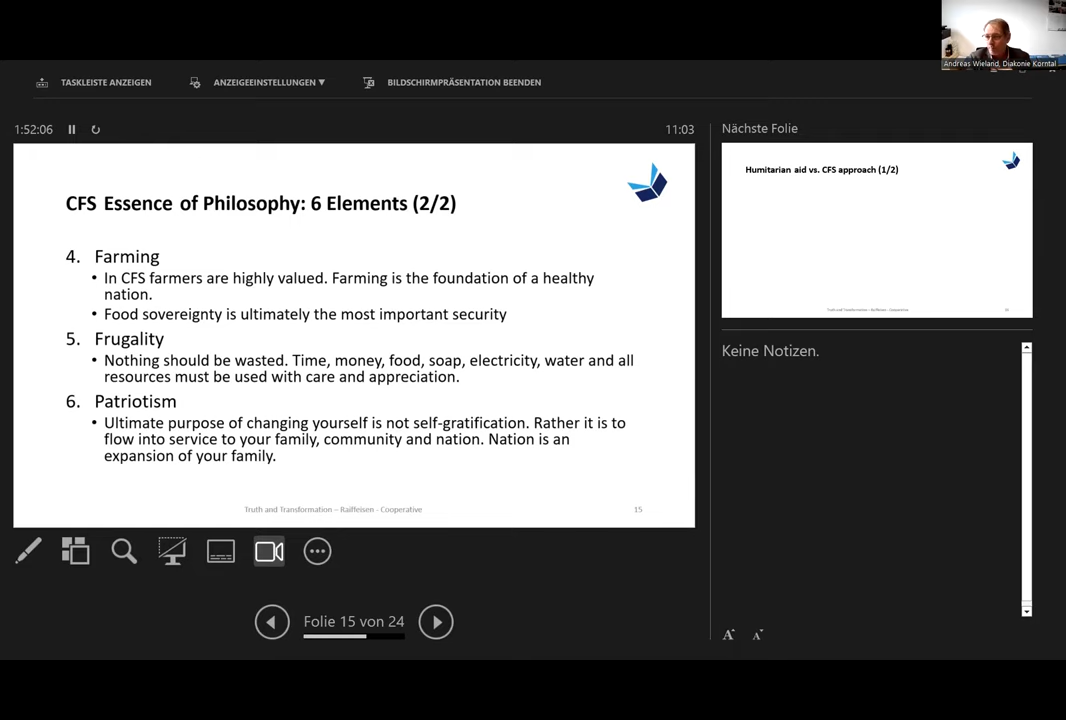 Andreas Wieland, Diakonie Korntal
TASKLEISTE ANZEIGEN
ANZEIGEEINSTELLUNGEN ▼
BILDSCHIRMPRÄSENTATION BEENDEN
1:52:06
11:03
CFS Essence of Philosophy: 6 Elements (2/2)
4. Farming
• In CFS farmers are highly valued. Farming is the foundation of a healthy
nation.
• Food sovereignty is ultimately the most important security
5. Frugality
• Nothing should be wasted. Time, money, food, soap, electricity, water and all
resources must be used with care and appreciation.
6. Patriotism
• Ultimate purpose of changing yourself is not self-gratification. Rather it is to
flow into service to your family, community and nation. Nation is an
expansion of your family.
Truth and Transformation – Railfeisen - Cooperative
15
Folie 15 von 24
Nächste Folie
Humitarian aid vs. CFS approach (1/2)
Truth and Transformation – Railfeisen - Cooperative
Keine Notizen.
A A